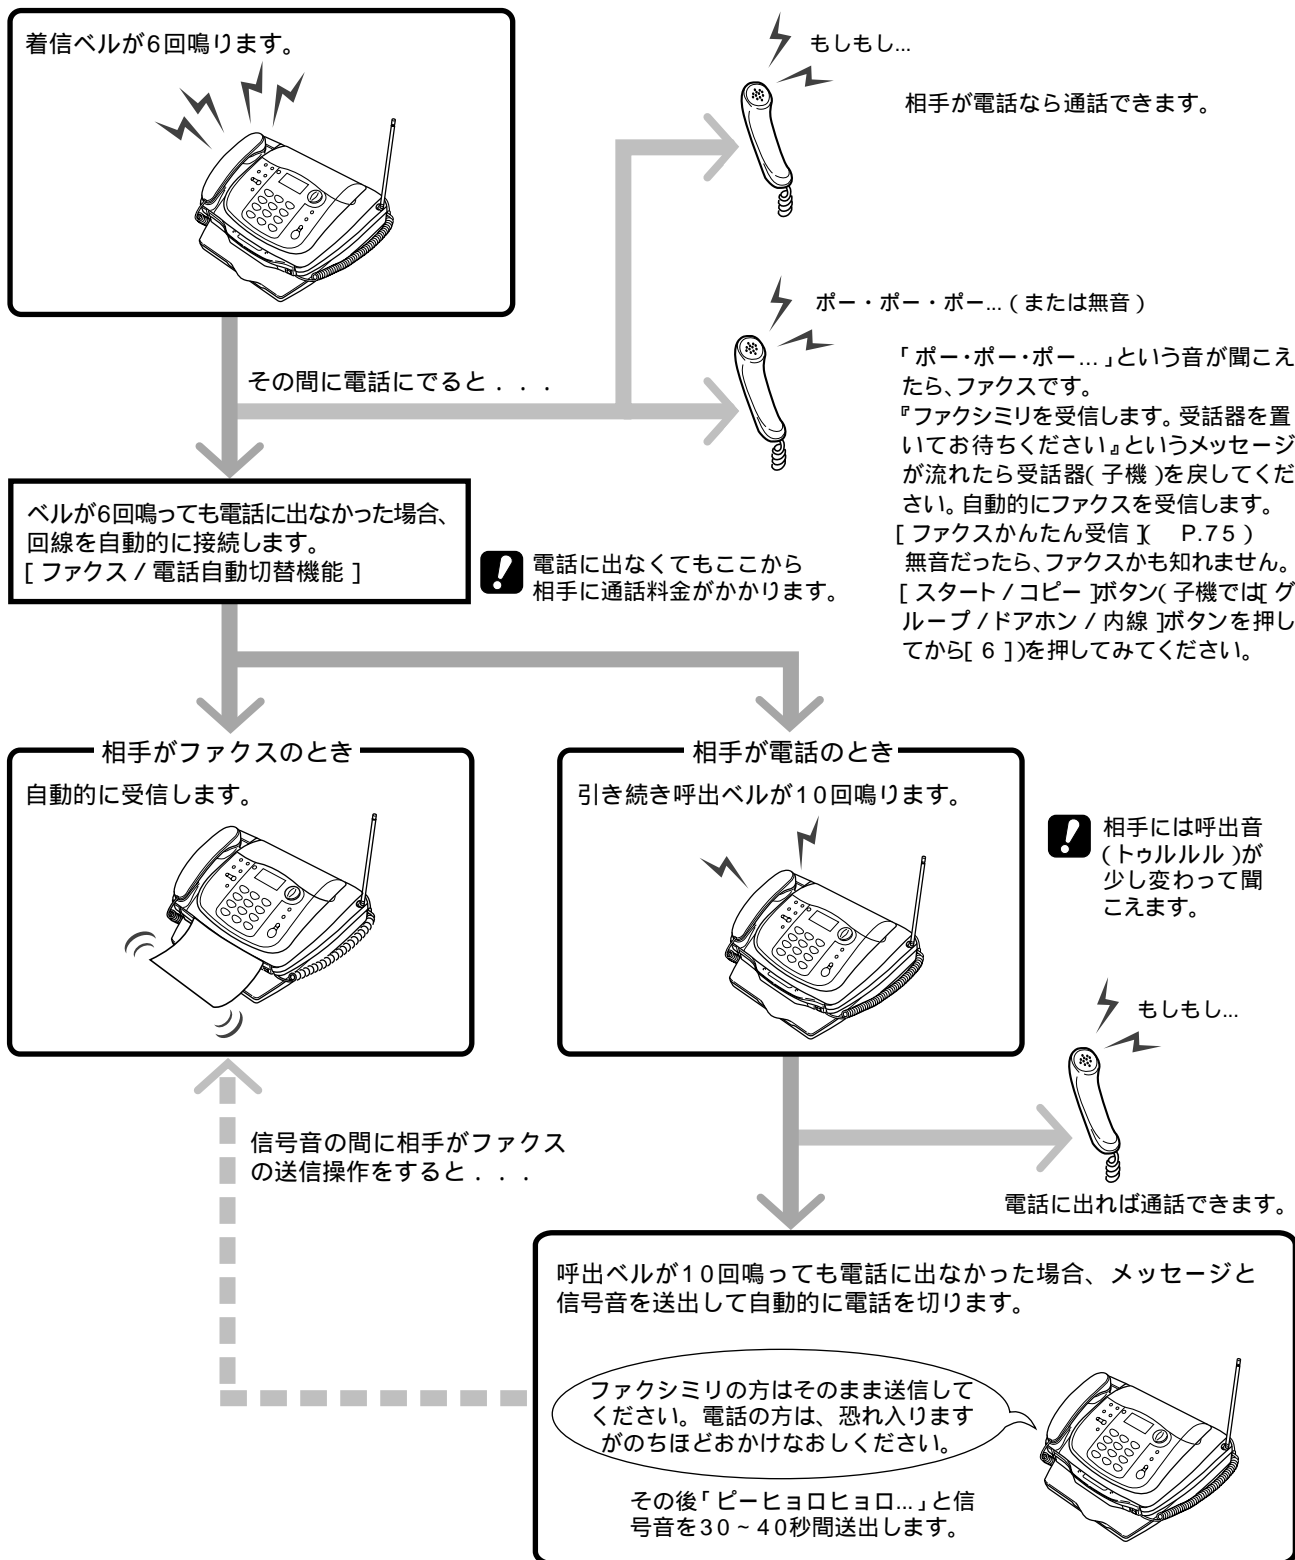 着信ベルが6回鳴ります。
もしもし...
相手が電話なら通話できます。
その間に電話にでると．．．
ポー・ポー・ポー...（または無音）
「ポー・ポー・ポー...」という音が聞こえ
たら、ファクスです。
『ファクシミリを受信します。受話器を置
いてお待ちください』というメッセージ
が流れたら受話器(子機)を戻してくだ
さい。自動的にファクスを受信します。
[ファクスかんたん受信](　P.75)
無音だったら、ファクスかも知れません。
[スタート/コピー]ボタン(子機では[グ
ループ/ドアホン/内線]ボタンを押し
てから[6])を押してみてください。
ベルが6回鳴っても電話に出なかった場合、
回線を自動的に接続します。
[ファクス/電話自動切替機能]
電話に出なくてもここから
相手に通話料金がかかります。
相手がファクスのとき
自動的に受信します。
相手が電話のとき
引き続き呼出ベルが10回鳴ります。
相手には呼出音
(トゥルルル)が
少し変わって聞
こえます。
もしもし...
電話に出れば通話できます。
信号音の間に相手がファクス
の送信操作をすると．．．
呼出ベルが10回鳴っても電話に出なかった場合、メッセージと
信号音を送出して自動的に電話を切ります。
ファクシミリの方はそのまま送信して
ください。電話の方は、恐れ入ります
がのちほどおかけなおしください。
その後「ピーヒョロヒョロ...」と信
号音を30~40秒間送出します。